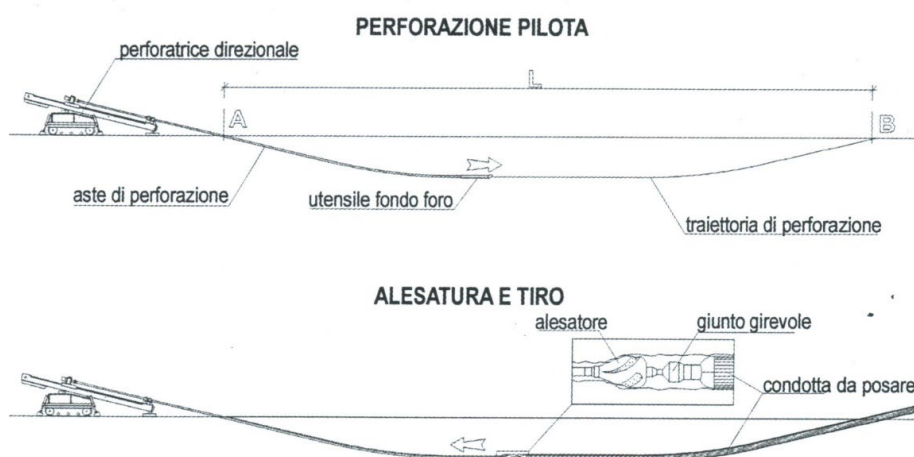 PERFORAZIONE PILOTA
perforatrice direzionale
L
A
B
aste di perforazione
utensile fondo foro
traiettoria di perforazione
ALESATURA E TIRO
alesatore
giunto girevole
condotta da posare